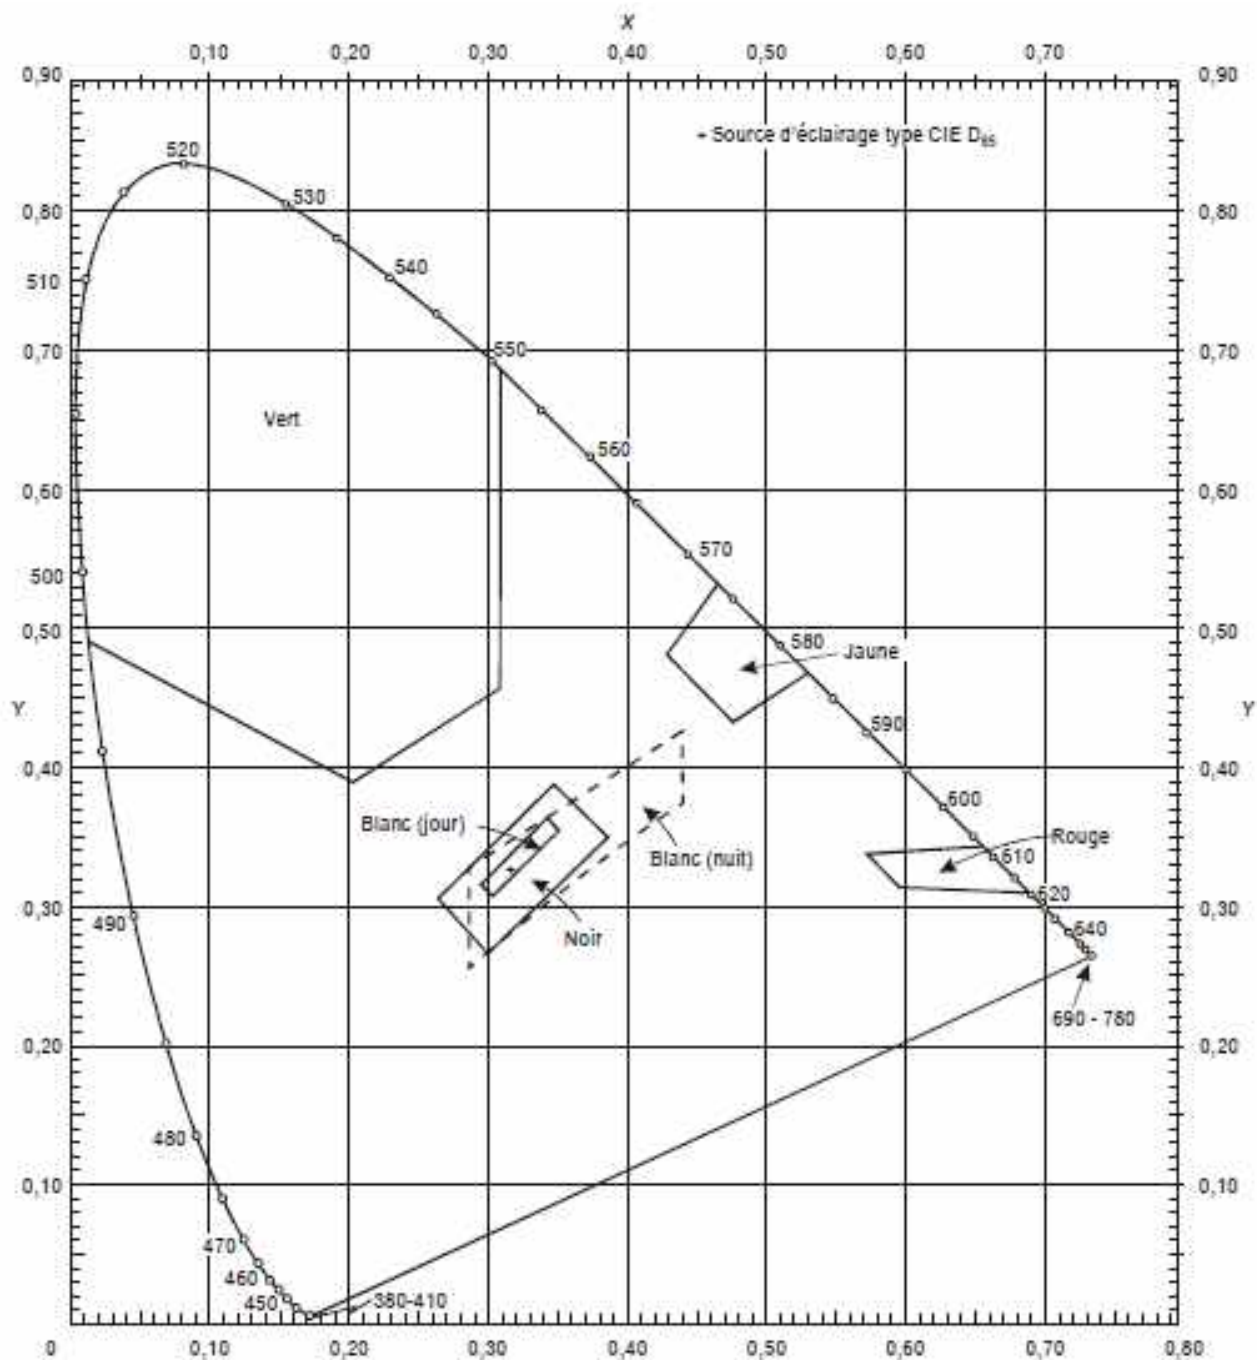 X
0,10 0,20 0,30 0,40 0,50 0,60 0,70
0,90 0,90
+ Source d'éclairage type CIE D65
520
530
0,80 0,80
540
510
0,70 550 0,70
Vert
560
0,60 0,60
570
500
0,50 0,50
580
Jaune
Y Y
590
0,40 0,40
600
Blanc (jour)
Rouge
610
Blanc (nuit)
620
0,30 0,30
490
Noir
640
690 - 780
0,20 0,20
480
0,10 0,10
470
460
450
380-410
0 0,10 0,20 0,30 0,40 0,50 0,60 0,70 0,80